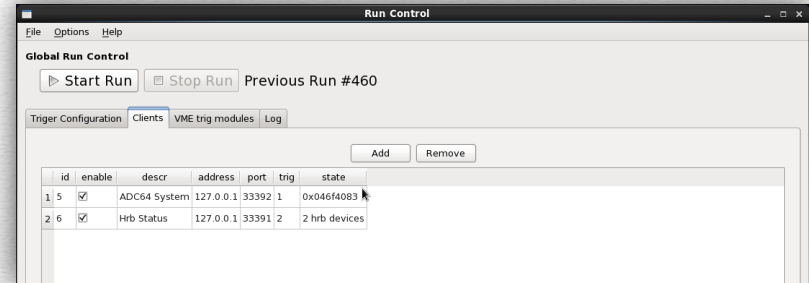 Run Control
File Options Help
Global Run Control
Start Run Stop Run Previous Run #460
Triger Configuration Clients VME trig modules Log
Add Remove
id enable descr address port trig state
1 5 ADC64 System 127.0.0.1 33392 1 0x046f4083
2 6 Hrb Status 127.0.0.1 33391 2 2 hrb devices